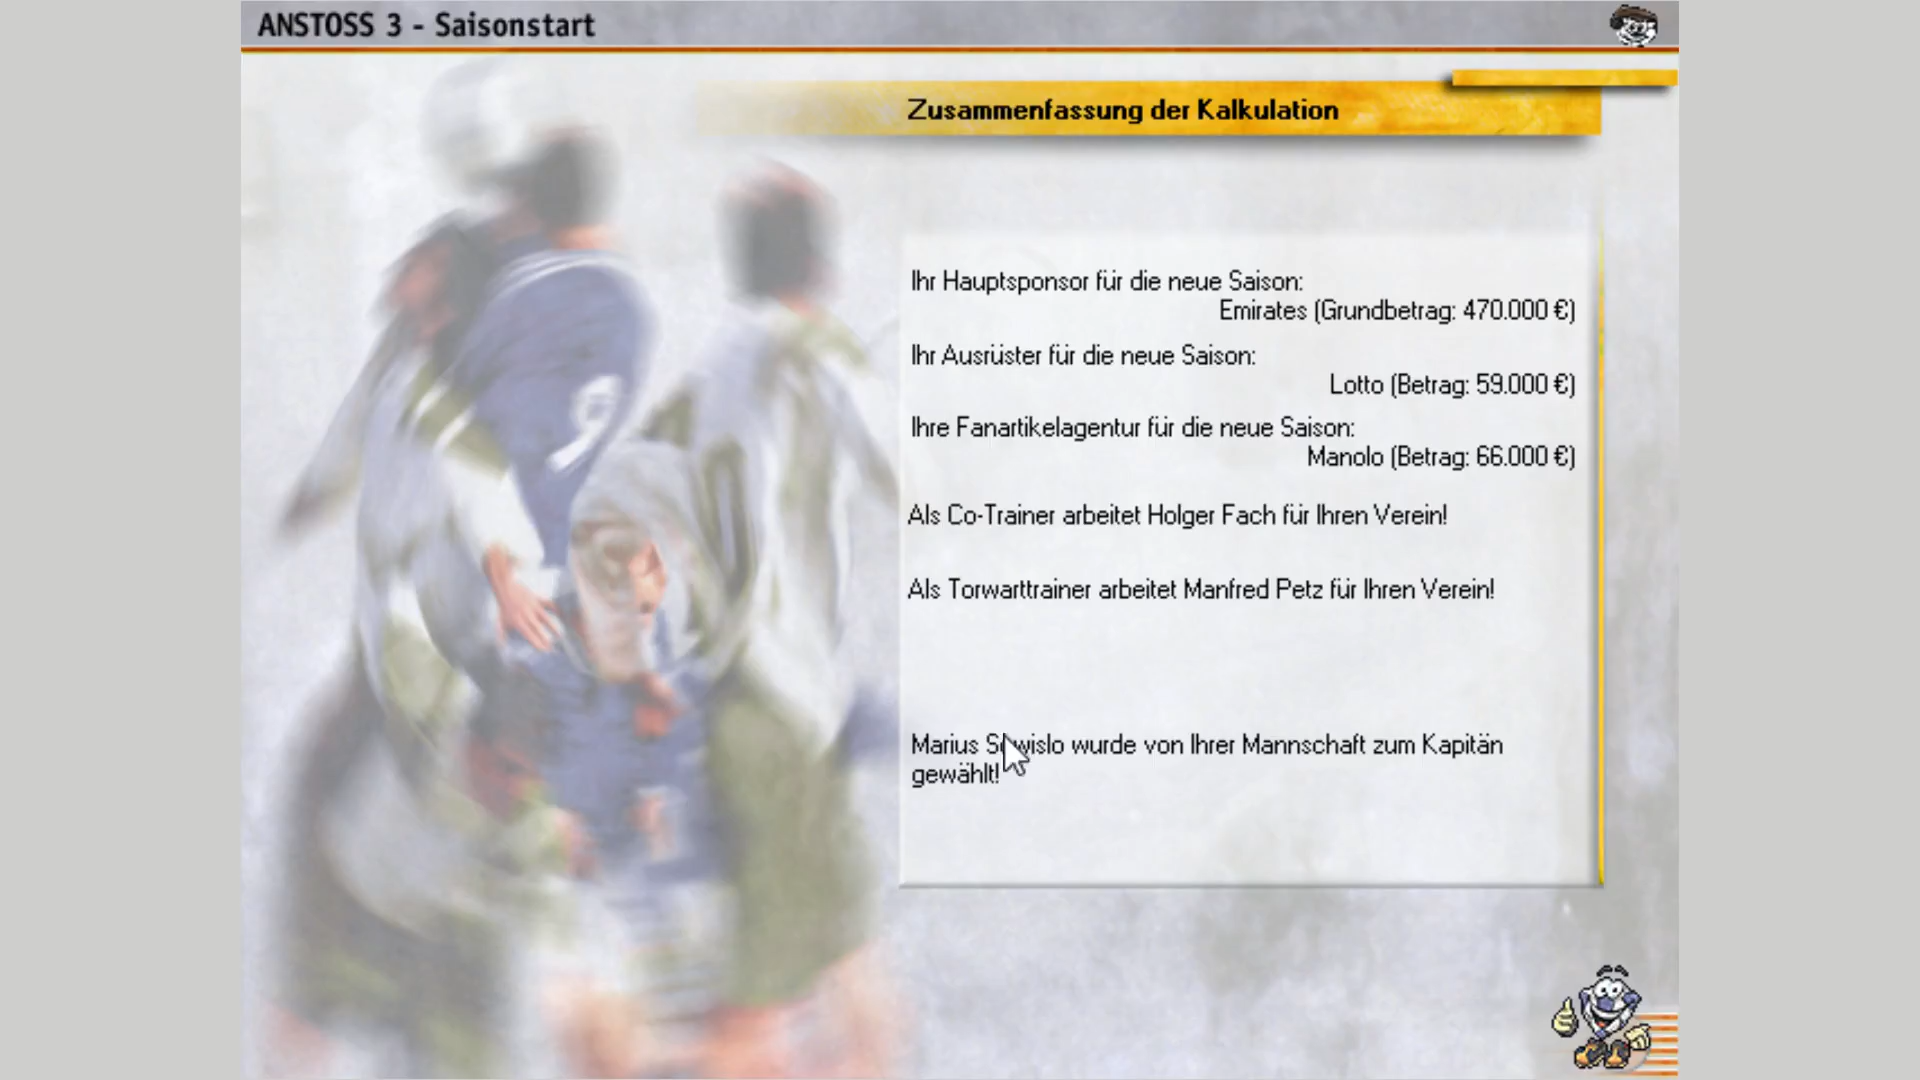 ANSTOSS 3 - Saisonstart
Zusammenfassung der Kalkulation
Ihr Hauptsponsor für die neue Saison:
Emirates (Grundbetrag: 470.000 €)
Ihr Ausrüster für die neue Saison:
Lotto (Betrag: 59.000 €)
Ihre Fanartikelagentur für die neue Saison:
Manolo (Betrag: 66.000 €)
Als Co-Trainer arbeitet Holger Fach für Ihren Verein!
Als Torwarttrainer arbeitet Manfred Petz für Ihren Verein!
Marius Sowislo wurde von Ihrer Mannschaft zum Kapitän
gewählt!
9